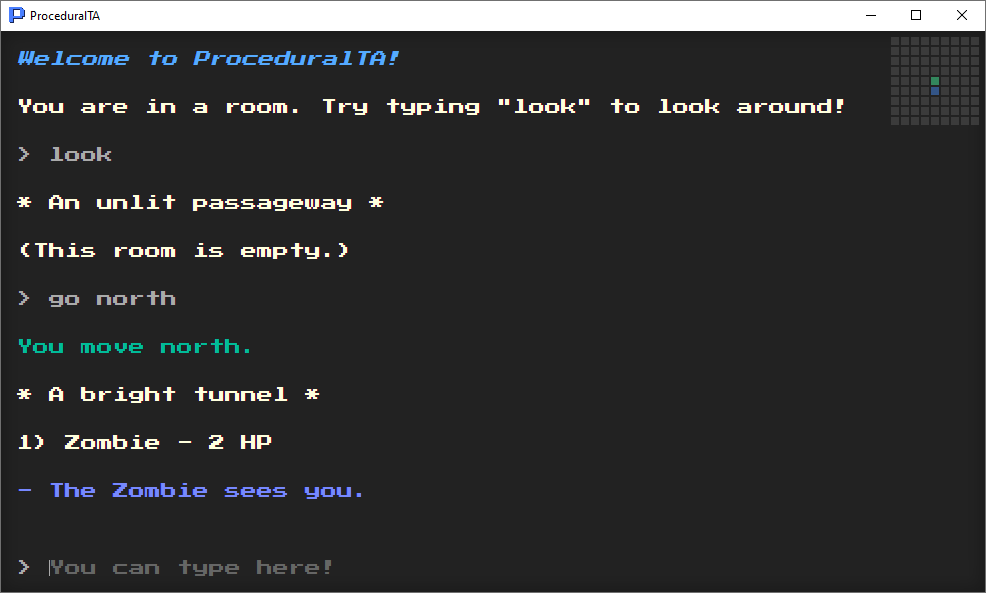 ProceduralTA
Welcome to ProceduralTA!
You are in a room. Try typing "look" to look around!
> look
* An unlit passageway *
(This room is empty.)
> go north
You move north.
* A bright tunnel *
1) Zombie - 2 HP
- The Zombie sees you.
> You can type here!